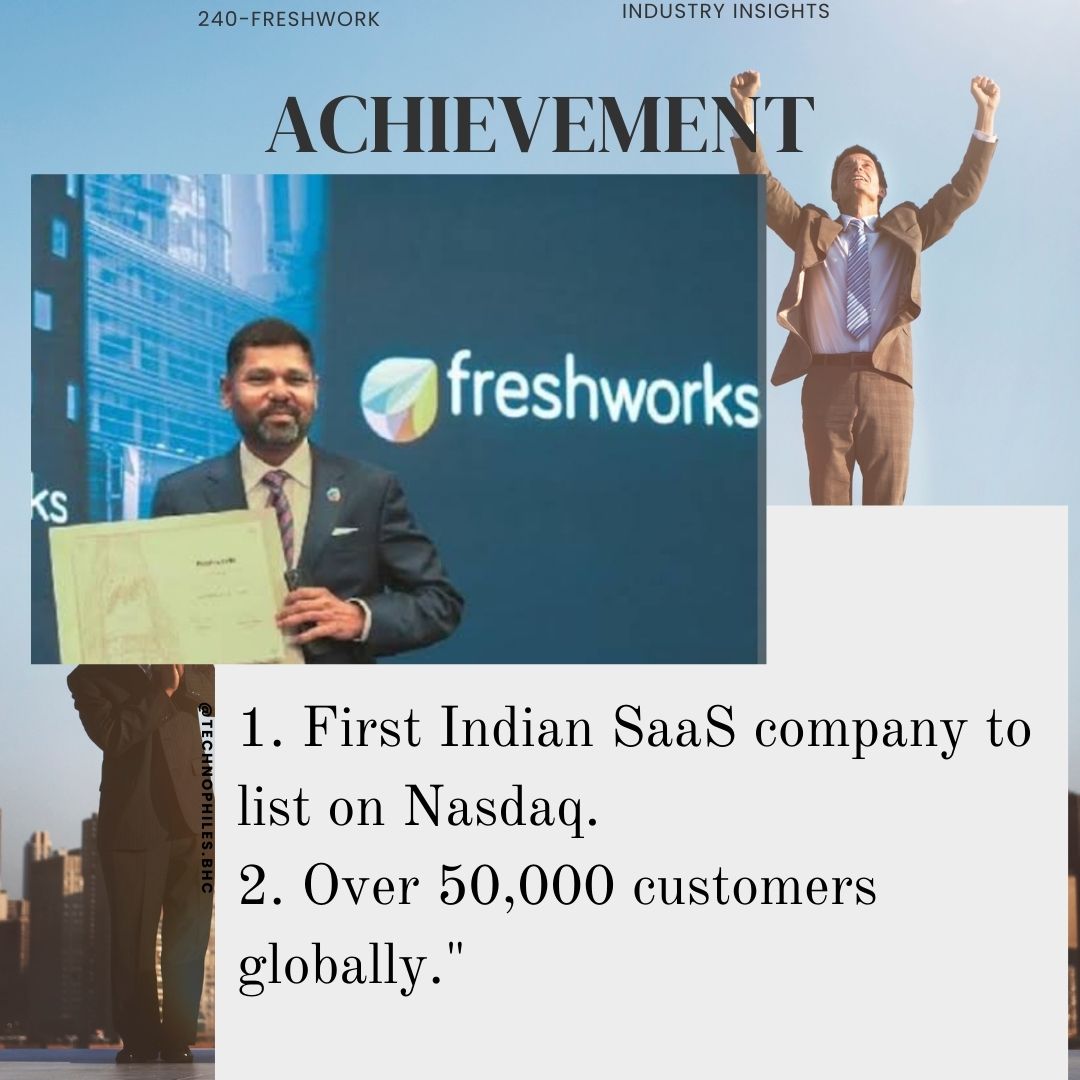 240-FRESHWORK
INDUSTRY INSIGHTS
ACHIEVEMENT
freshworks
ks
@TECHNOPHILES.BHC
1. First Indian SaaS company to
list on Nasdaq.
2. Over 50,000 customers
globally."